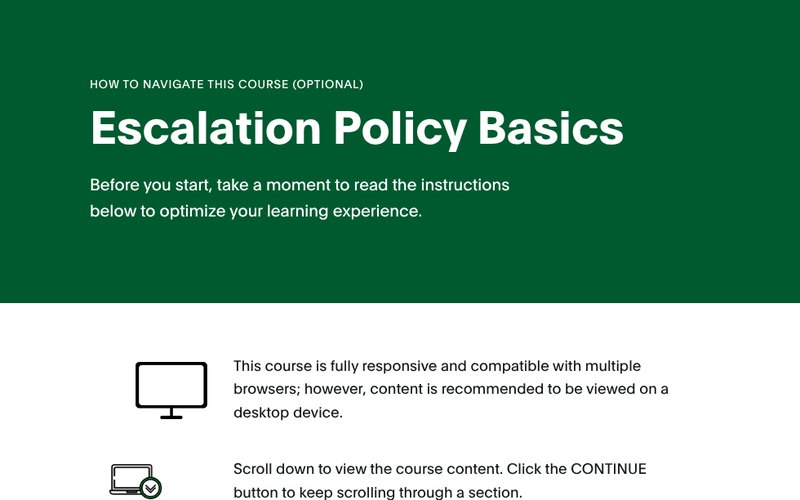 HOW TO NAVIGATE THIS COURSE (OPTIONAL)
Escalation Policy Basics
Before you start, take a moment to read the instructions
below to optimize your learning experience.
This course is fully responsive and compatible with multiple
browsers; however, content is recommended to be viewed on a
desktop device.
Scroll down to view the course content. Click the CONTINUE
button to keep scrolling through a section.